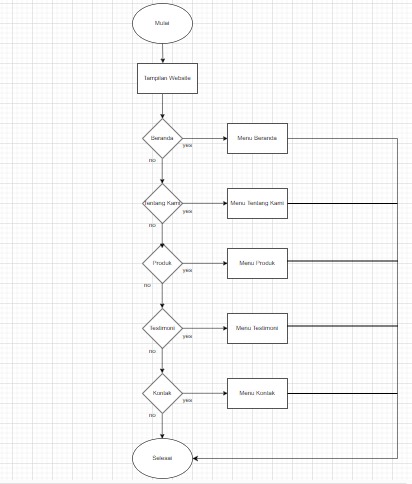 Mulai
Tampilan Website
Beranda
yes
Menu Beranda
no
Tentang Kami
yes
Menu Tentang Kami
no
Produk
yes
Menu Produk
no
Testimoni
yes
Menu Testimoni
no
Kontak
yes
Menu Kontak
no
Selesai